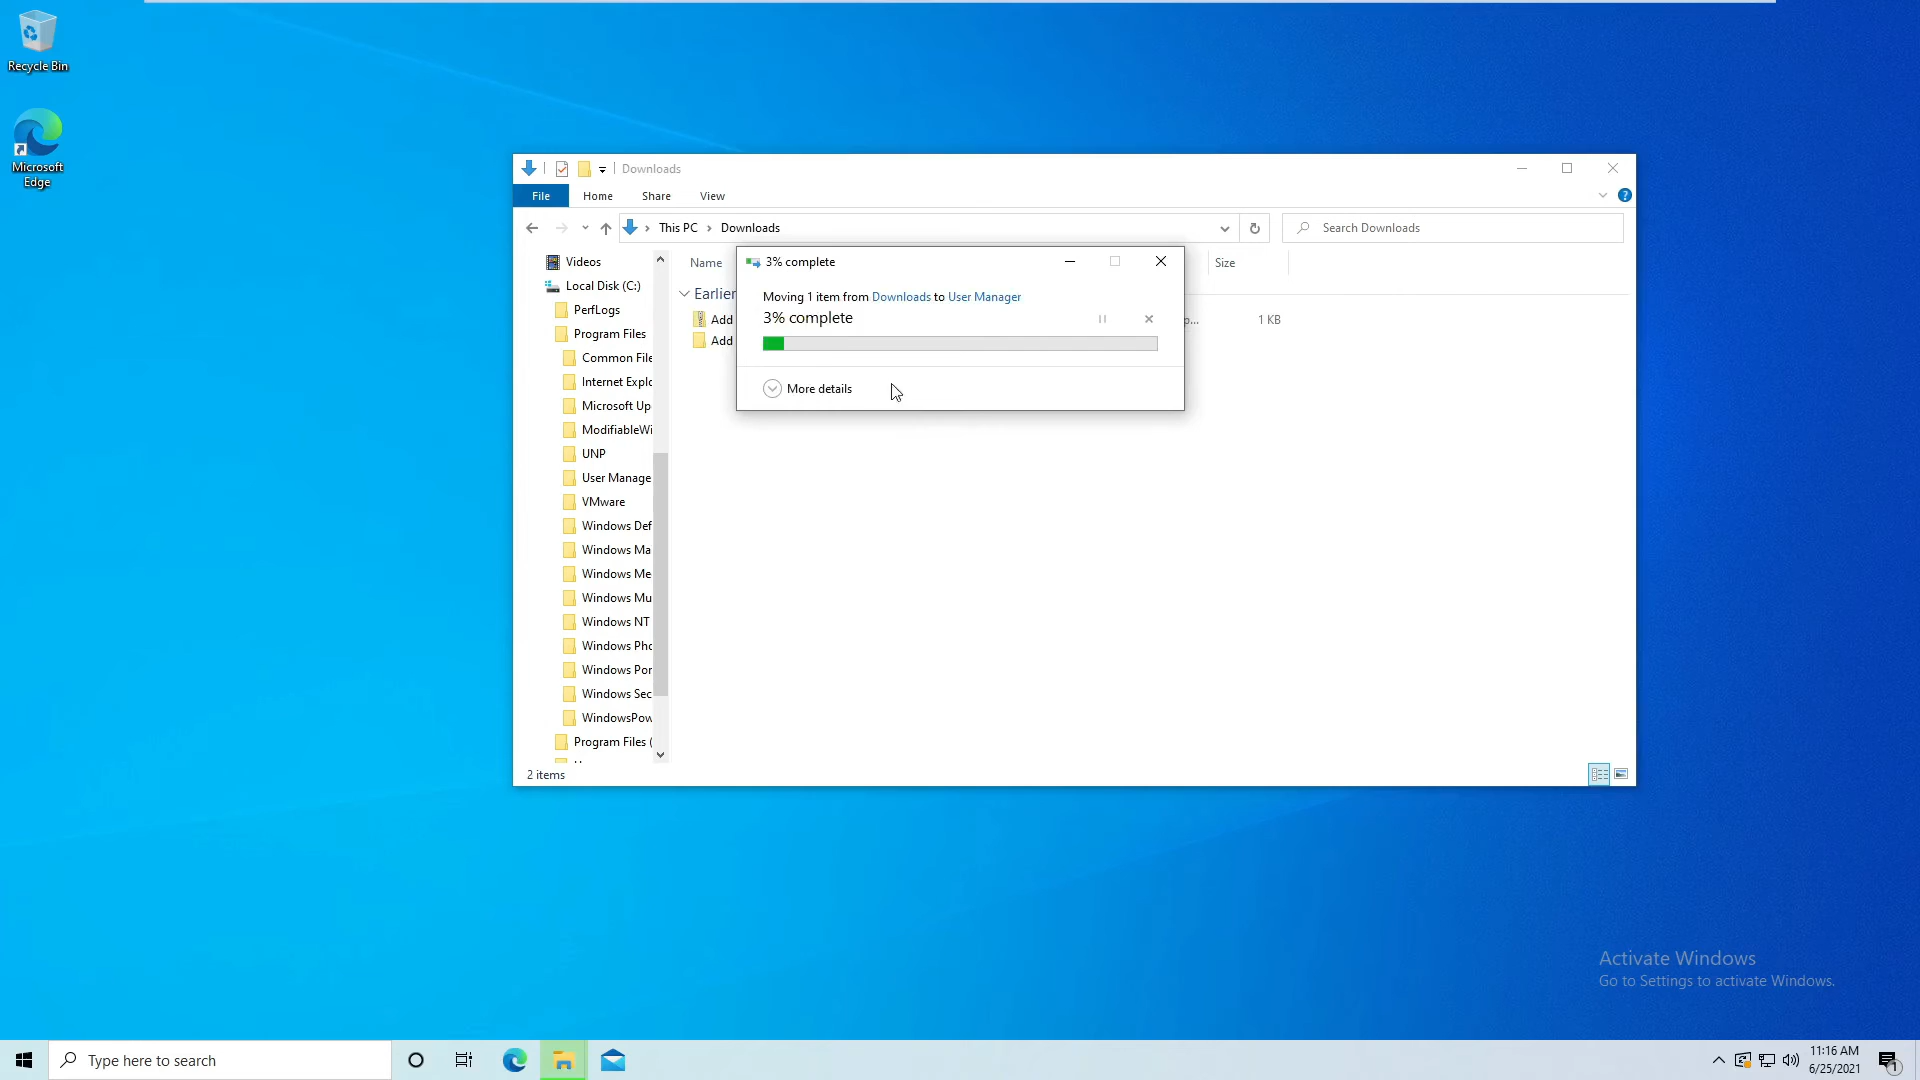 Recycle Bin
Microsoft
Edge
Downloads
File Home Share View
This PC Downloads
Search Downloads
Videos
Local Disk (C:)
PerfLogs
Program Files
Common File
Internet Explo
Microsoft Up
ModifiableWi
UNP
User Manage
VMware
Windows Def
Windows Ma
Windows Me
Windows Mu
Windows NT
Windows Pho
Windows Por
Windows Sec
WindowsPow
Program Files (
2 items
Name
Size
Earlier
Add
p...
1 KB
Add
3% complete
Moving 1 item from Downloads to User Manager
3% complete
More details
Activate Windows
Go to Settings to activate Windows.
Type here to search
11:16 AM
6/25/2021
1